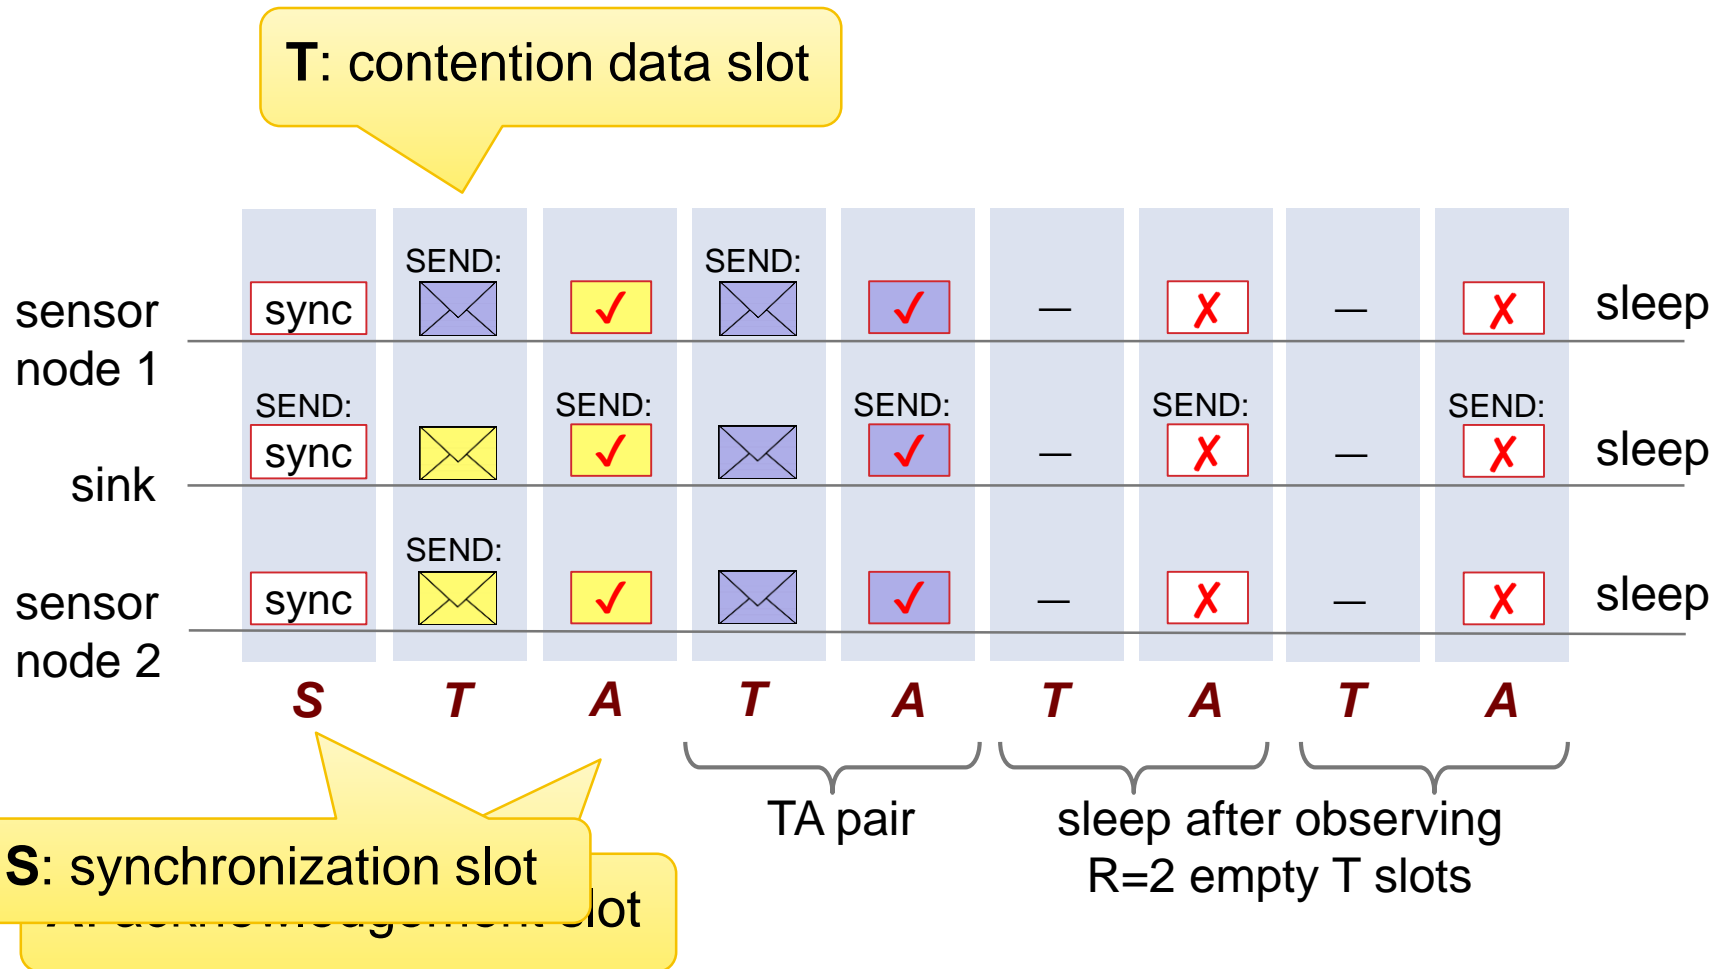 T: contention data slot
SEND: SEND:
sensor node 1 sync ✓ ✓ – ✗ – ✗ sleep
SEND: SEND: SEND: SEND: SEND:
sink sync ✓ ✓ – ✗ – ✗ sleep
SEND:
sensor node 2 sync ✓ ✓ – ✗ – ✗ sleep
S T A T A T A T A
TA pair
sleep after observing
R=2 empty T slots
S: synchronization slot
acknowledgement slot